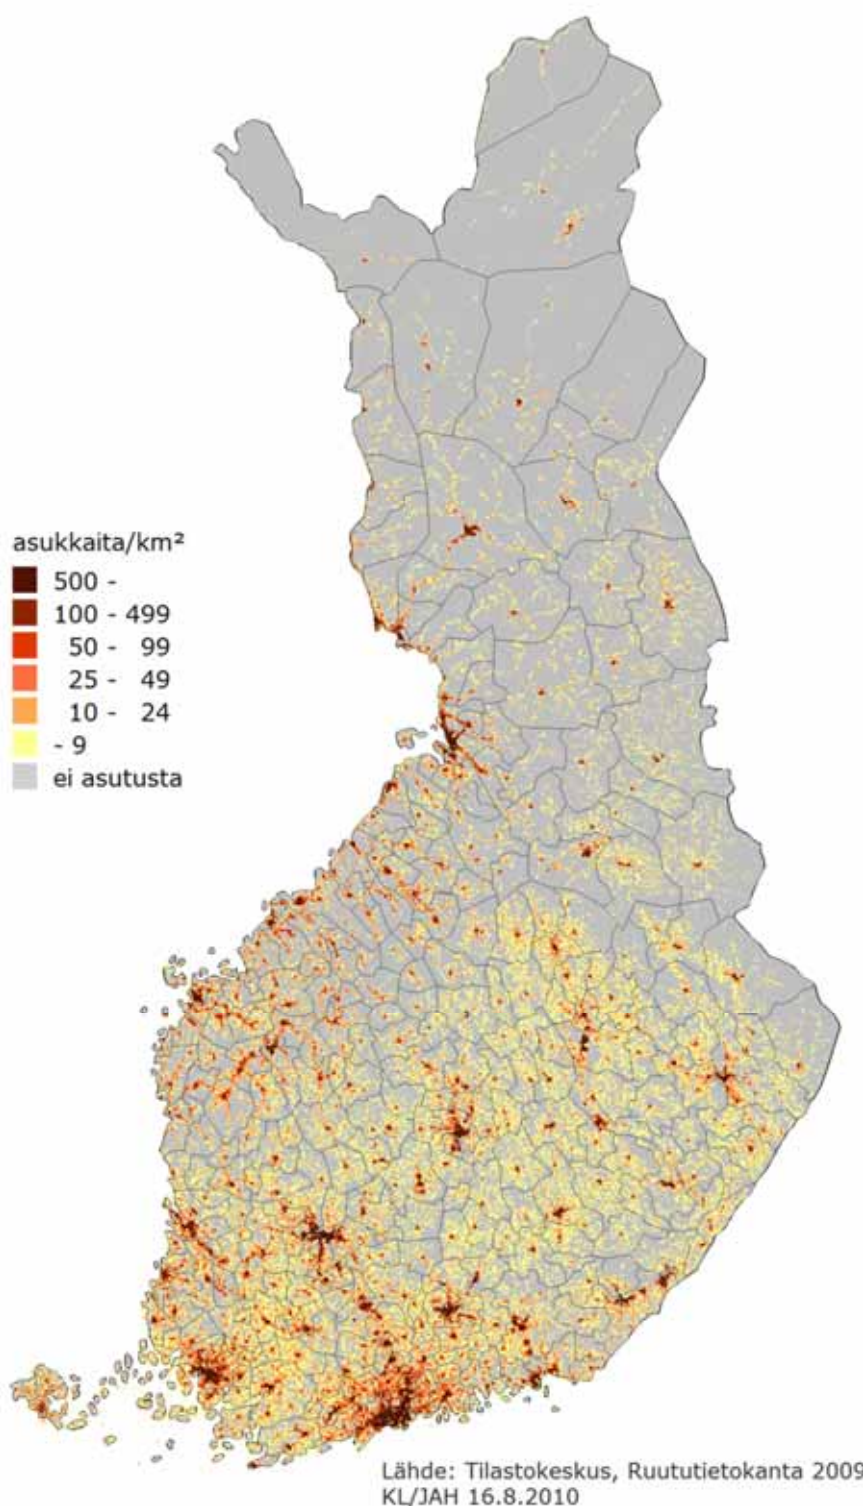 asukkaita/km²
500 -
100 - 499
50 - 99
25 - 49
10 - 24
- 9
ei asutusta
Lähde: Tilastokeskus, Ruututietokanta 2009
KL/JAH 16.8.2010